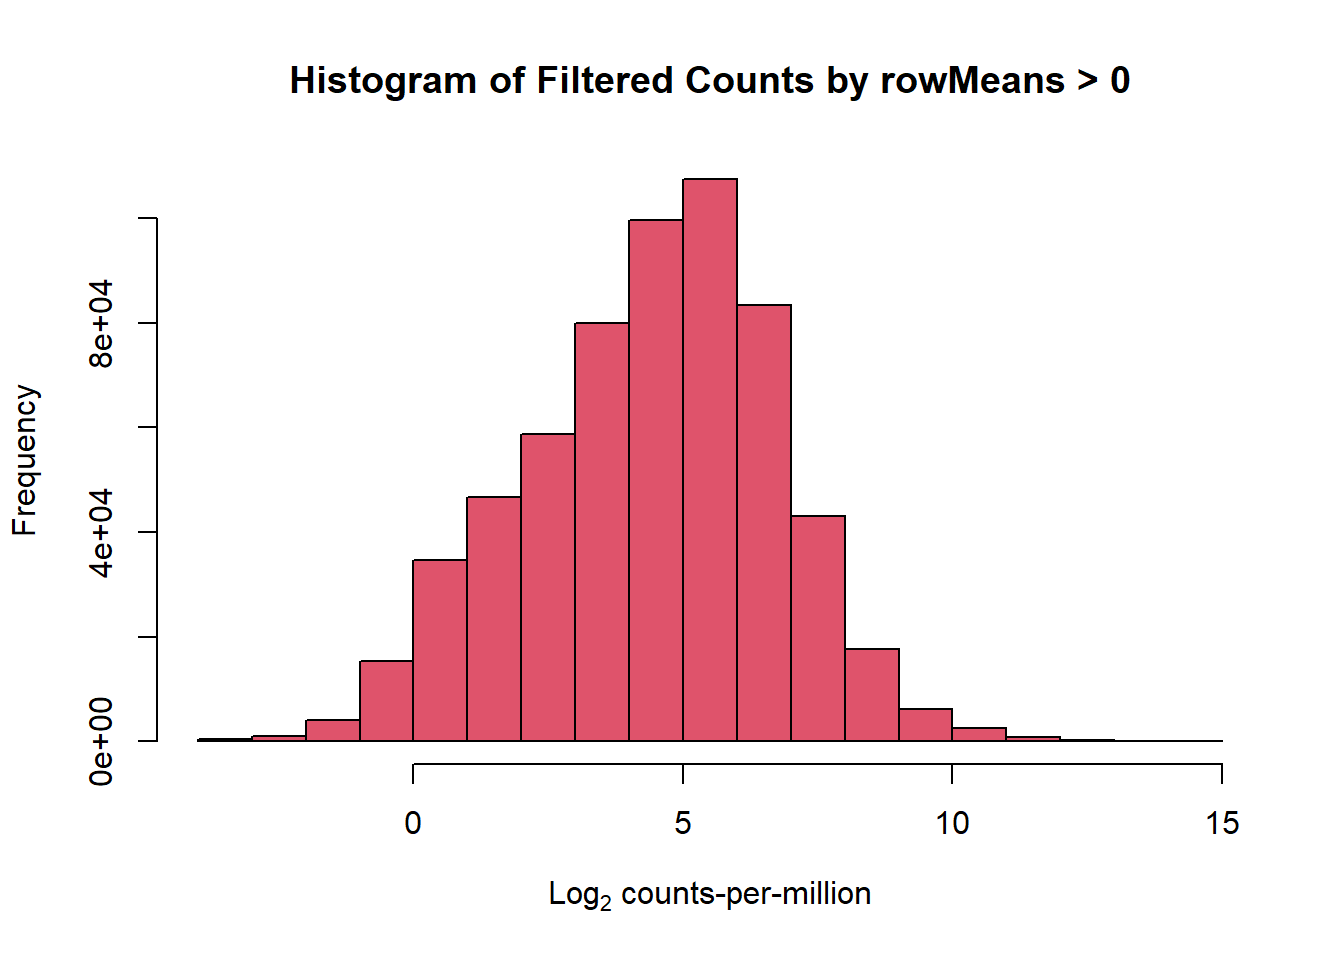 Histogram of Filtered Counts by rowMeans > 0
Frequency
8e+04
4e+04
0e+00
0 5 10 15
Log₂ counts-per-million